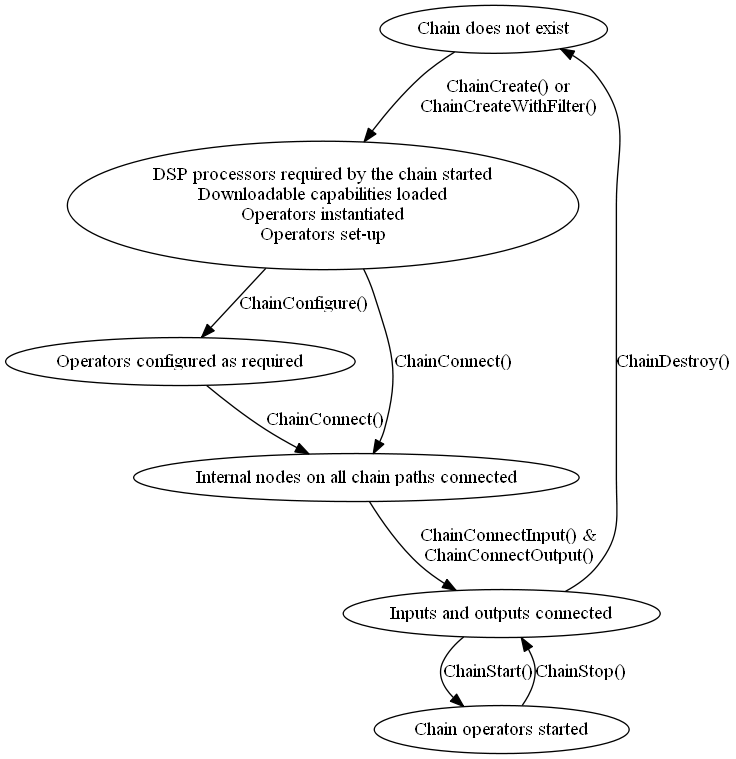 Chain does not exist
ChainCreate() or
ChainCreateWithFilter()
DSP processors required by the chain started
Downloadable capabilities loaded
Operators instantiated
Operators set-up
ChainConfigure()
Operators configured as required
ChainConnect()
ChainDestroy()
ChainConnect()
Internal nodes on all chain paths connected
ChainConnectInput() &
ChainConnectOutput()
Inputs and outputs connected
ChainStart()
ChainStop()
Chain operators started